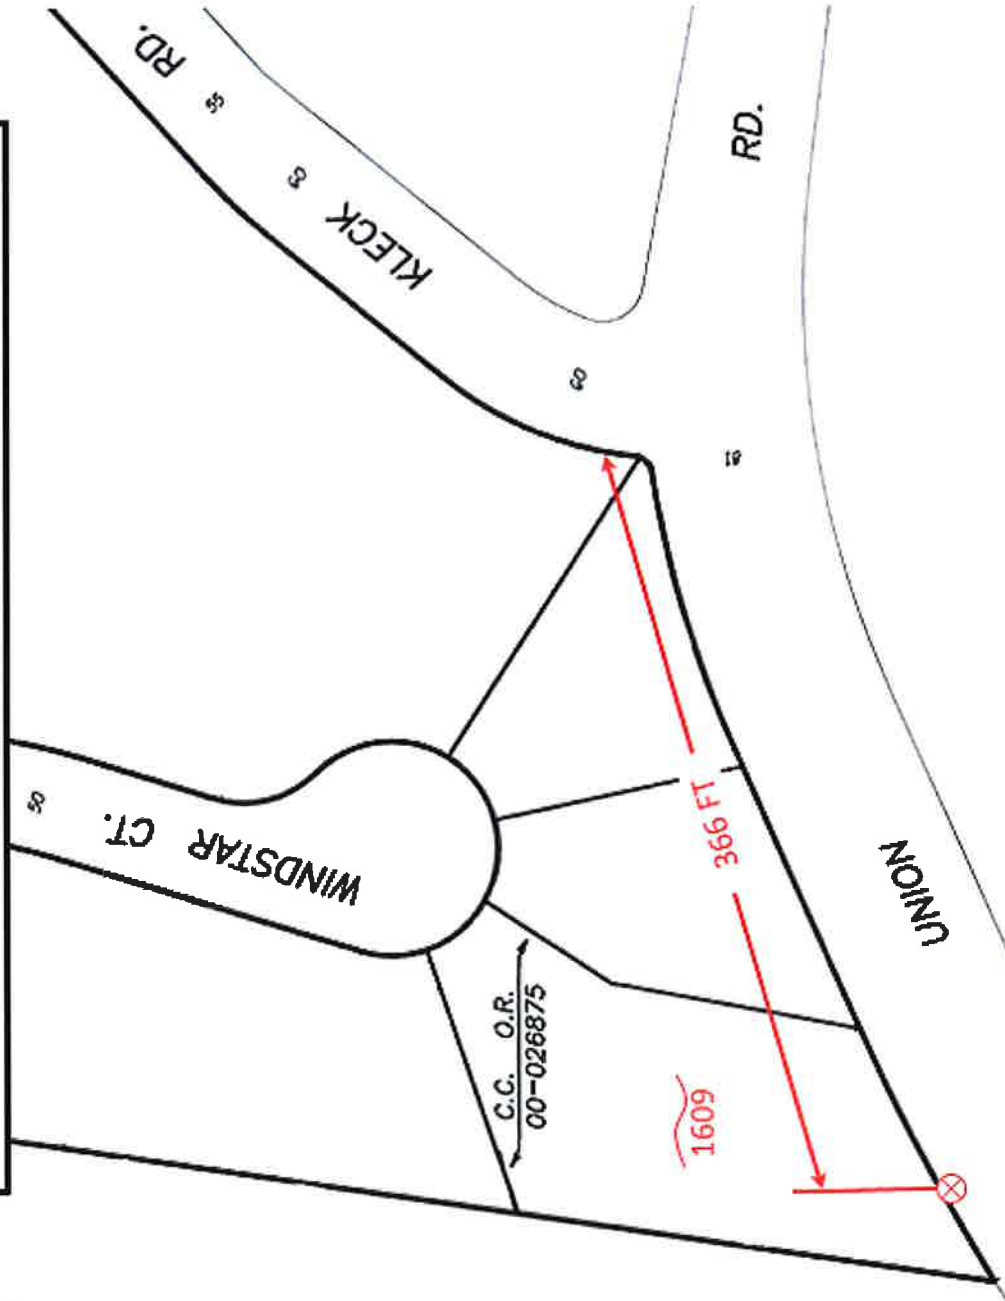 KLECK RD.
55
60
60
RD.
81
50
WINDSTAR CT.
366 FT
UNION
C.C. O.R.
00-026875
1609